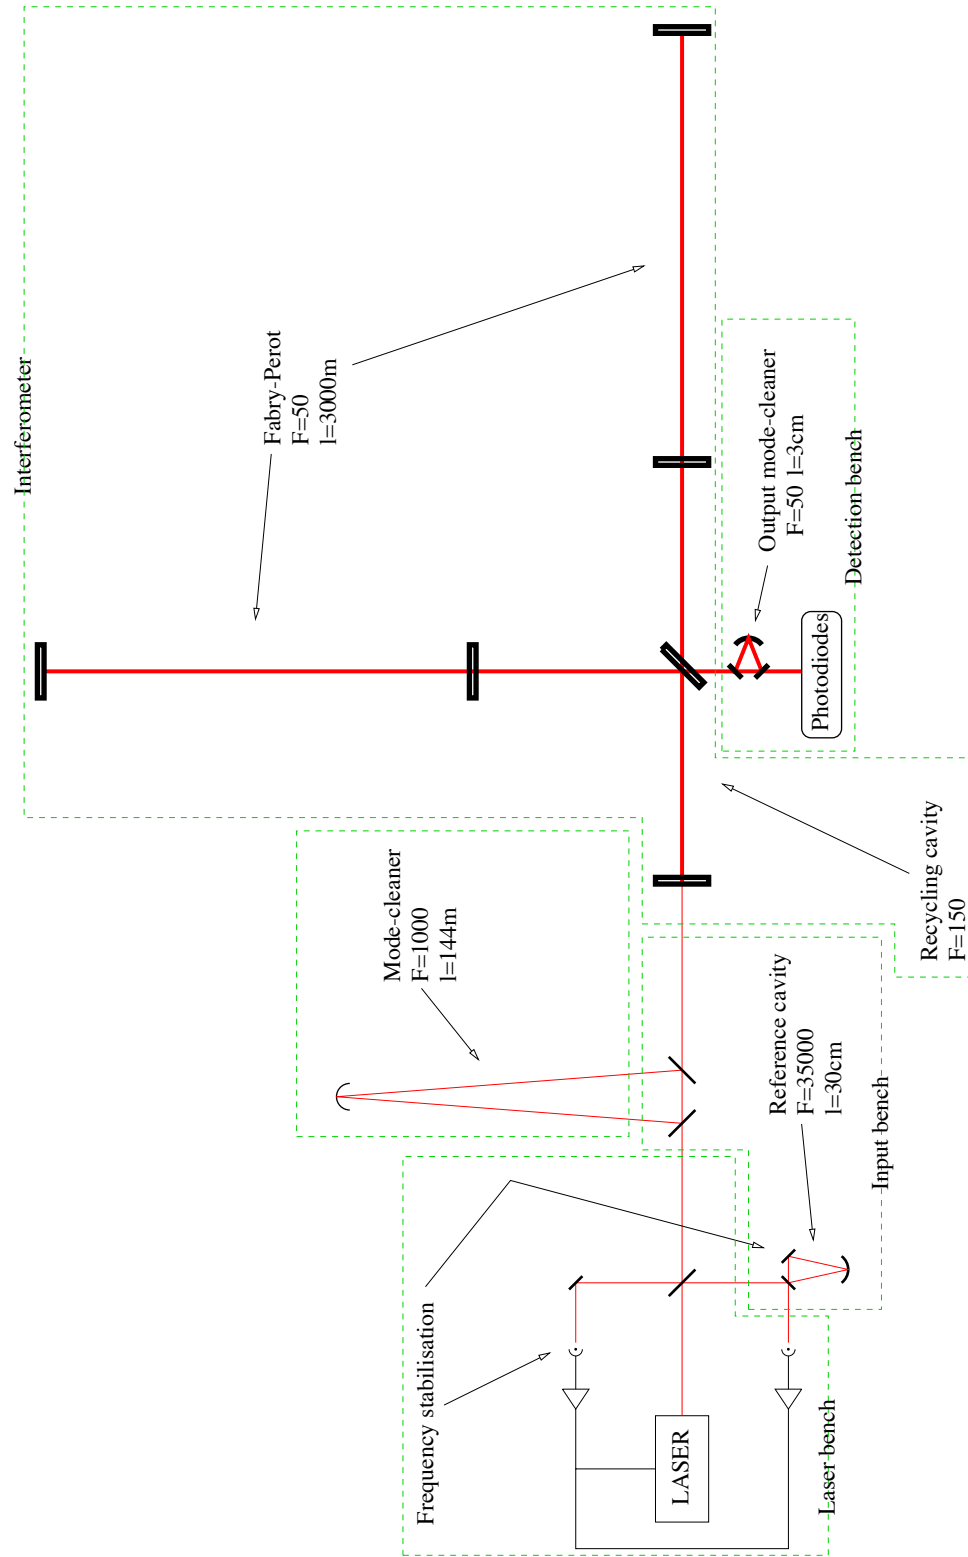 Interferometer
Fabry-Perot
F=50
l=3000m
Output mode-cleaner
F=50 l=3cm
Detection bench
Photodiodes
Mode-cleaner
F=1000
l=144m
Recycling cavity
F=150
Reference cavity
F=35000
l=30cm
Input bench
Frequency stabilisation
LASER
Laser bench